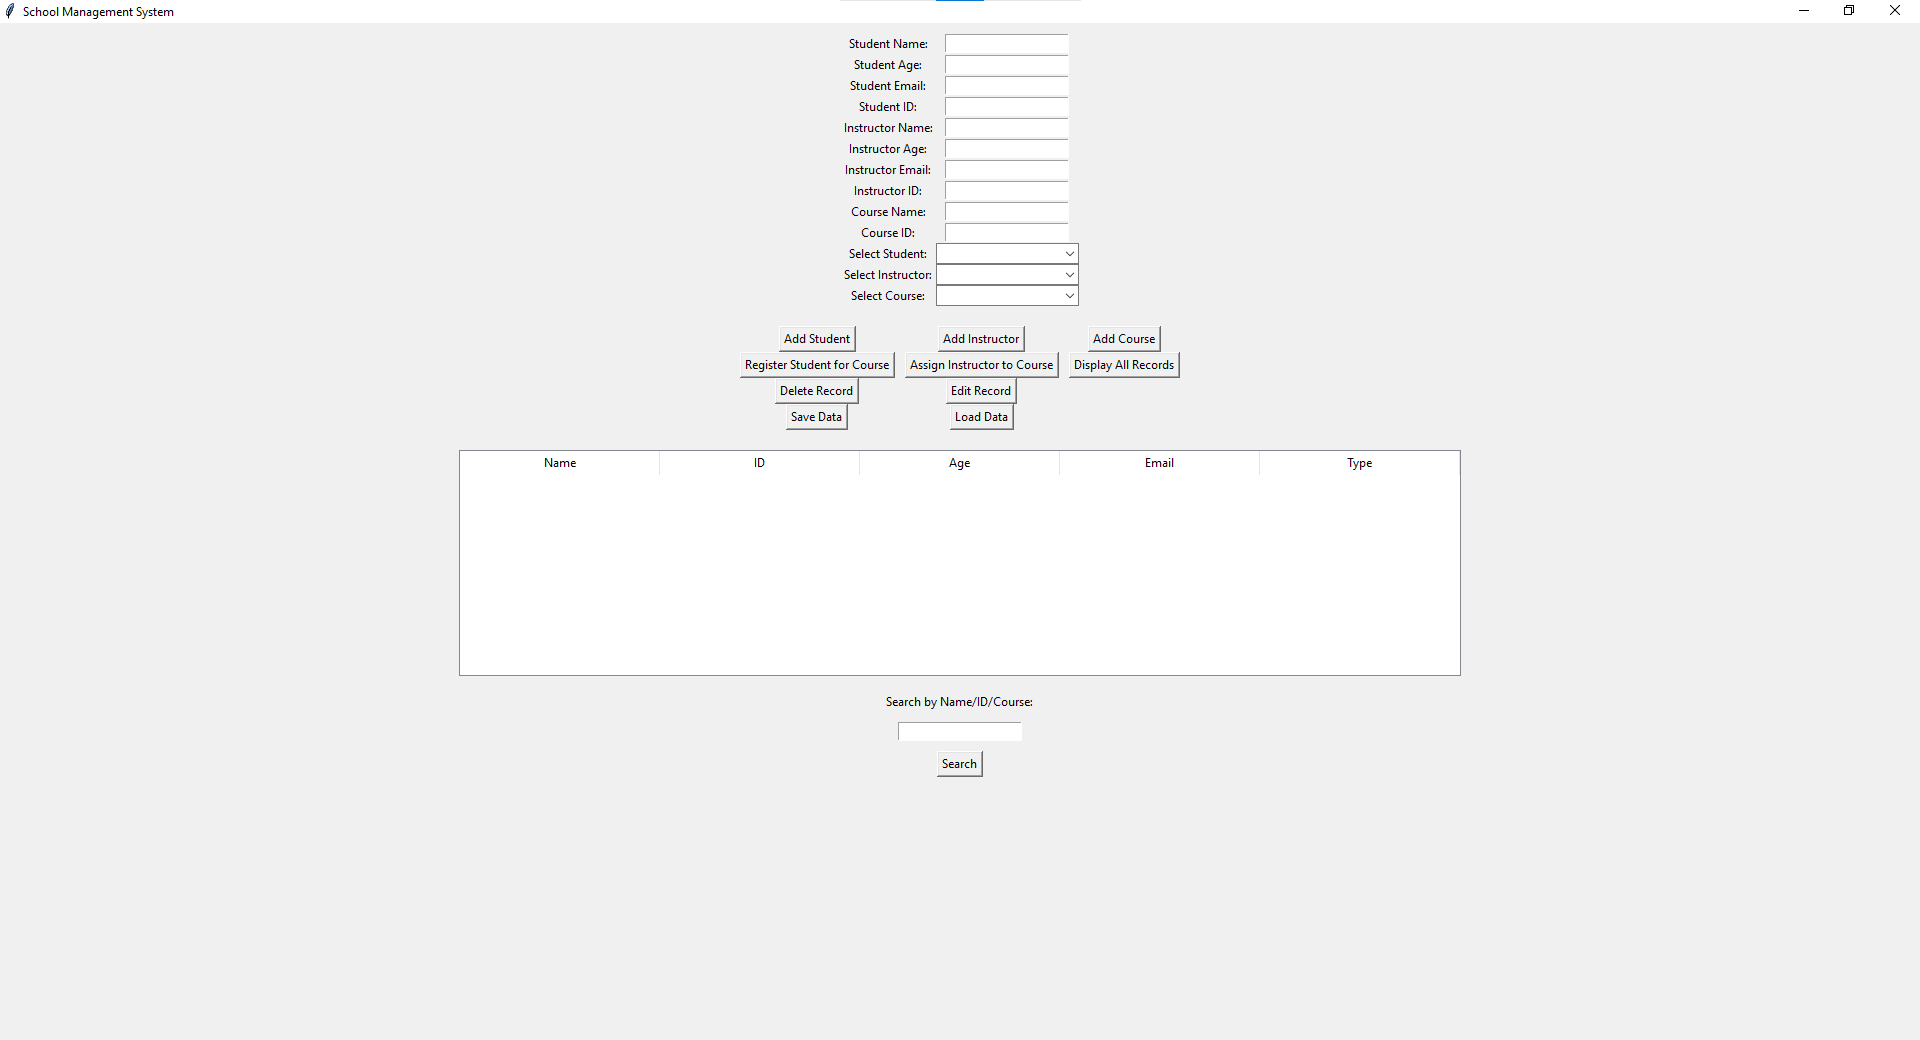 School Management System
Student Name:
Student Age:
Student Email:
Student ID:
Instructor Name:
Instructor Age:
Instructor Email:
Instructor ID:
Course Name:
Course ID:
Select Student:
Select Instructor:
Select Course:
Add Student Add Instructor Add Course
Register Student for Course Assign Instructor to Course Display All Records
Delete Record Edit Record
Save Data Load Data
Name ID Age Email Type
Search by Name/ID/Course:
Search